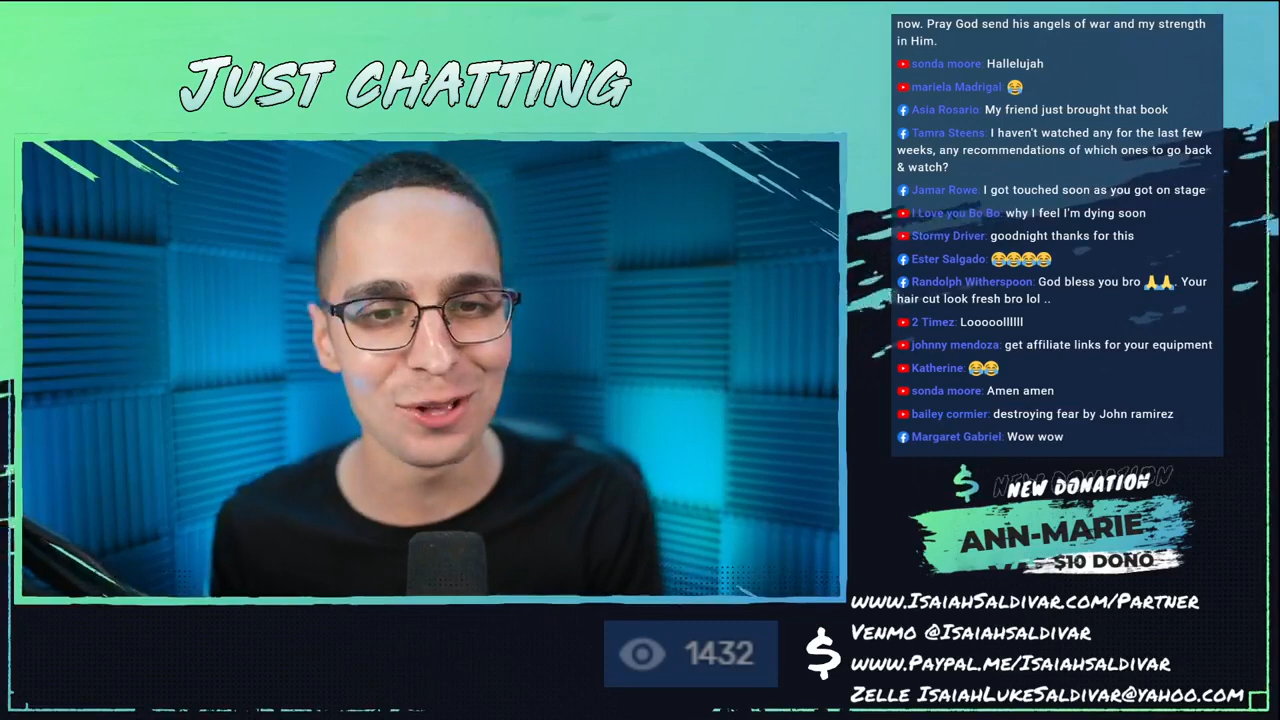 JUST CHATTING
now. Pray God send his angels of war and my strength
in Him.
sonda moore: Hallelujah
mariela Madrigal: 😂
Asia Rosario: My friend just brought that book
Tamra Steens: I haven't watched any for the last few
weeks, any recommendations of which ones to go back
& watch?
Jamar Rowe: I got touched soon as you got on stage
I Love you Bo Bo: why I feel I'm dying soon
Stormy Driver: goodnight thanks for this
Ester Salgado: 😂😂😂😂
Randolph Witherspoon: God bless you bro 🙏🙏. Your
hair cut look fresh bro lol ..
2 Timez: Looooollllll
johnny mendoza: get affiliate links for your equipment
Katherine: 😂😂
sonda moore: Amen amen
bailey cormier: destroying fear by John ramirez
Margaret Gabriel: Wow wow
$ NEW DONATION
ANN-MARIE
$10 DONO
1432
$
www.IsaiahSaldivar.com/Partner
Venmo @Isaiahsaldivar
www.Paypal.me/Isaiahsaldivar
Zelle IsaiahLukeSaldivar@yahoo.com